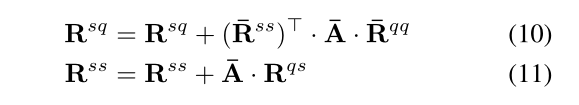 R^{sq} = R^{sq} + (R̄^{ss})^⊤ · Ā · R̄^{qq} (10)
R^{ss} = R^{ss} + Ā · R^{qs} (11)